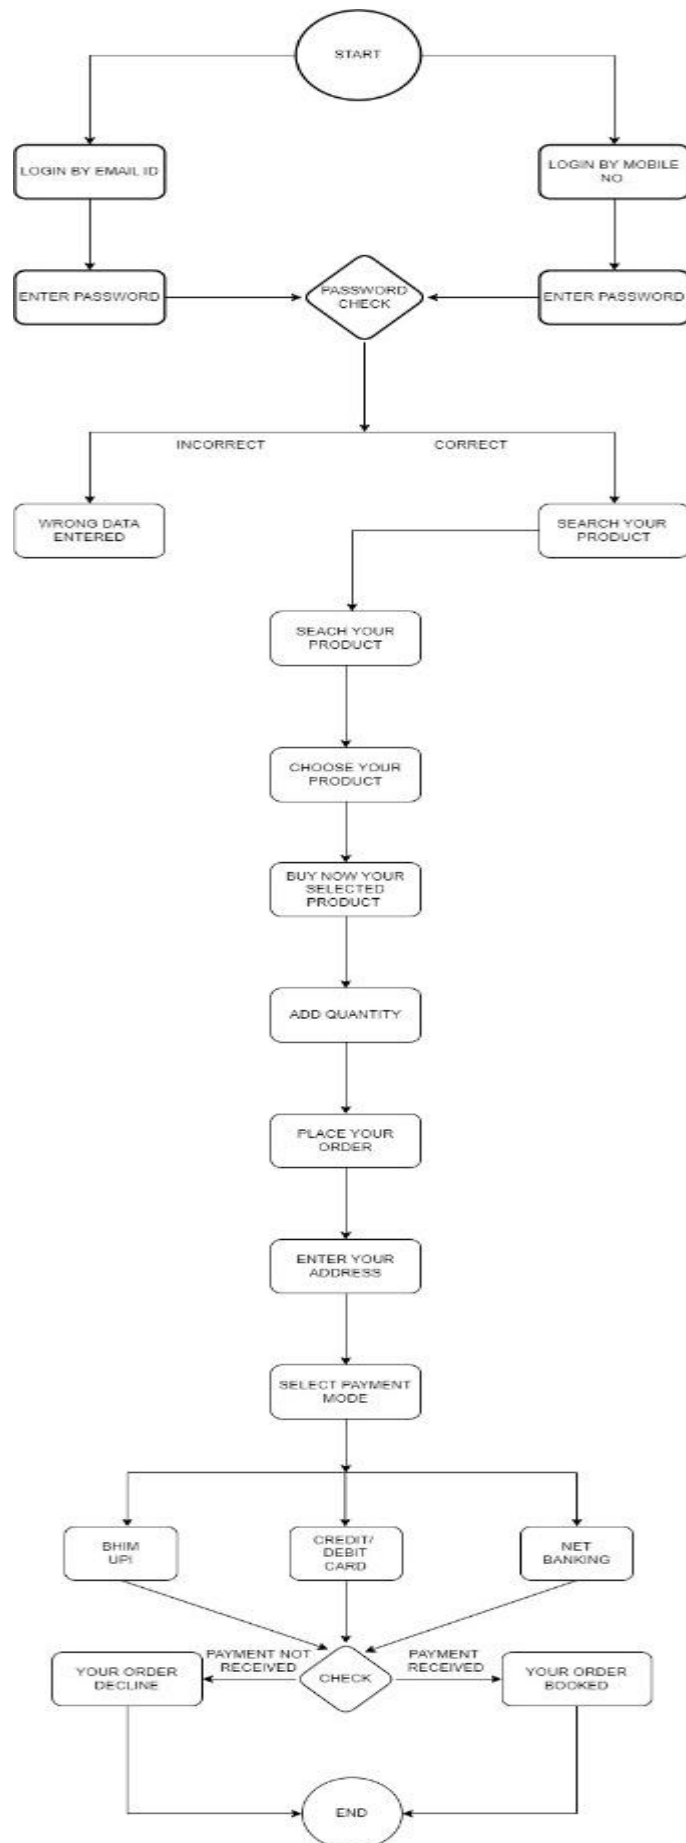 START
LOGIN BY EMAIL ID
LOGIN BY MOBILE
NO
ENTER PASSWORD
PASSWORD
CHECK
ENTER PASSWORD
INCORRECT
CORRECT
WRONG DATA
ENTERED
SEARCH YOUR
PRODUCT
SEACH YOUR
PRODUCT
CHOOSE YOUR
PRODUCT
BUY NOW YOUR
SELECTED
PRODUCT
ADD QUANTITY
PLACE YOUR
ORDER
ENTER YOUR
ADDRESS
SELECT PAYMENT
MODE
BHIM
UPI
CREDIT/
DEBIT
CARD
NET
BANKING
PAYMENT NOT
RECEIVED
PAYMENT
RECEIVED
YOUR ORDER
DECLINE
CHECK
YOUR ORDER
BOOKED
END